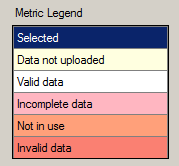 Metric Legend
Selected
Data not uploaded
Valid data
Incomplete data
Not in use
Invalid data